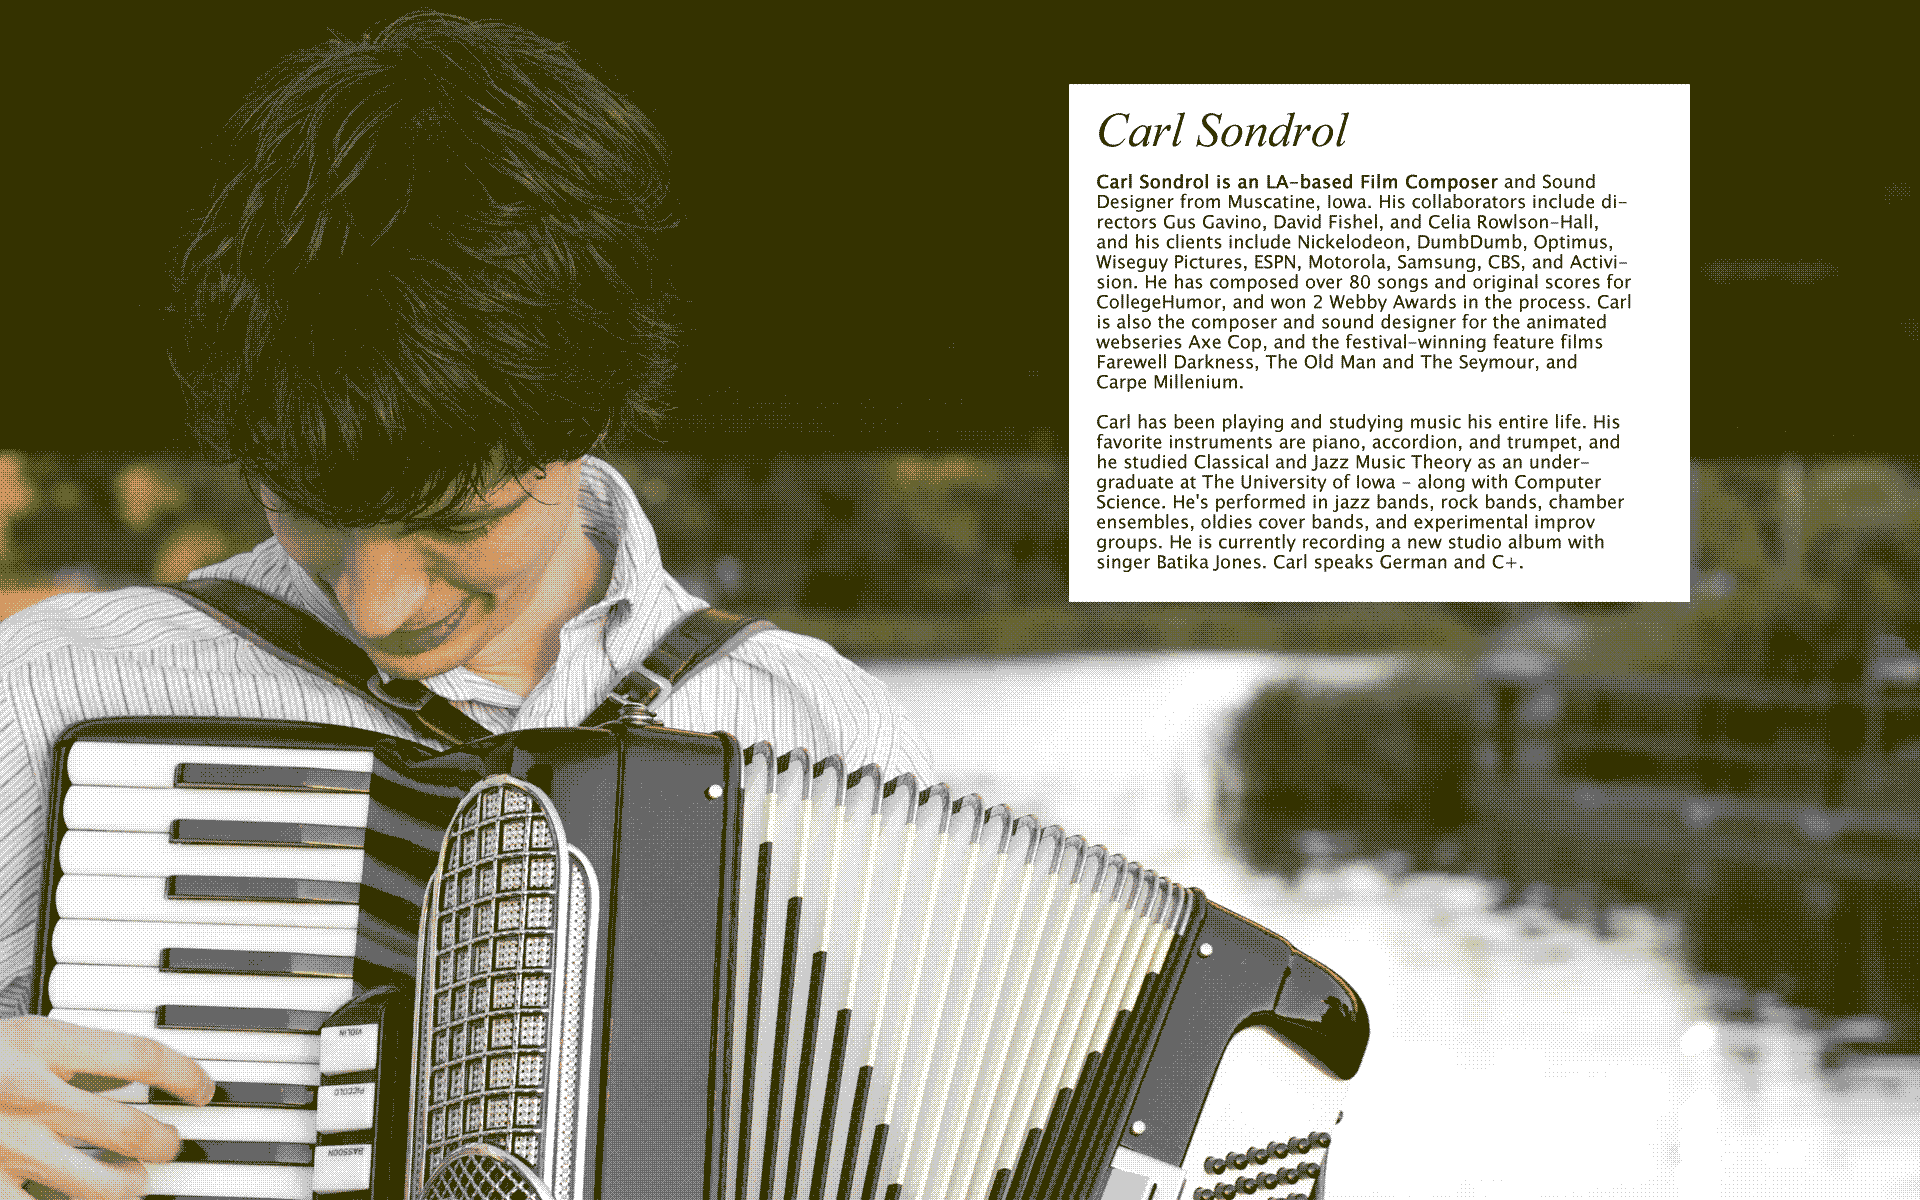 Carl Sondrol
Carl Sondrol is an LA-based Film Composer and Sound
Designer from Muscatine, Iowa. His collaborators include di-
rectors Gus Gavino, David Fishel, and Celia Rowlson-Hall,
and his clients include Nickelodeon, DumbDumb, Optimus,
Wiseguy Pictures, ESPN, Motorola, Samsung, CBS, and Activi-
sion. He has composed over 80 songs and original scores for
CollegeHumor, and won 2 Webby Awards in the process. Carl
is also the composer and sound designer for the animated
webseries Axe Cop, and the festival-winning feature films
Farewell Darkness, The Old Man and The Seymour, and
Carpe Millenium.
Carl has been playing and studying music his entire life. His
favorite instruments are piano, accordion, and trumpet, and
he studied Classical and Jazz Music Theory as an under-
graduate at The University of Iowa - along with Computer
Science. He's performed in jazz bands, rock bands, chamber
ensembles, oldies cover bands, and experimental improv
groups. He is currently recording a new studio album with
singer Batika Jones. Carl speaks German and C+.
VIOLIN
PICCOLO
BASSOON